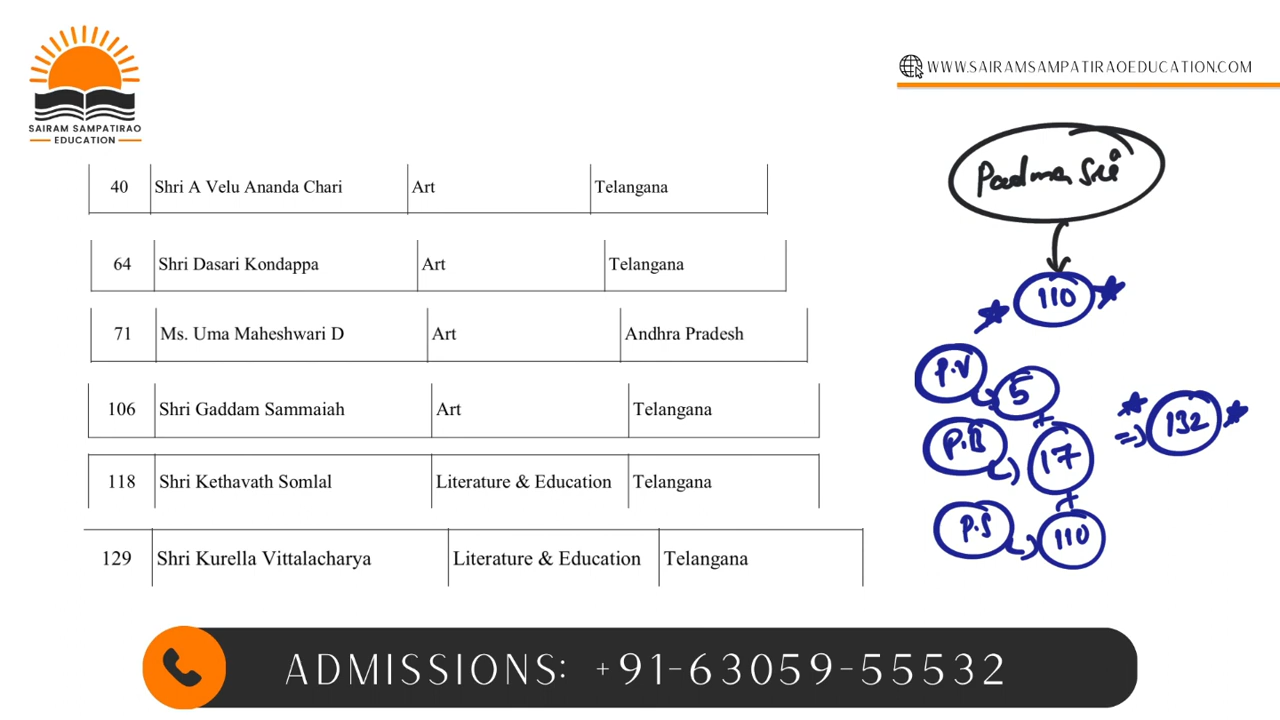 SAIRAM SAMPATIRAO
EDUCATION
WWW.SAIRAMSAMPATIRAOEDUCATION.COM
40 Shri A Velu Ananda Chari Art Telangana
64 Shri Dasari Kondappa Art Telangana
71 Ms. Uma Maheshwari D Art Andhra Pradesh
106 Shri Gaddam Sammaiah Art Telangana
118 Shri Kethavath Somlal Literature & Education Telangana
129 Shri Kurella Vittalacharya Literature & Education Telangana
Padma Sri
110
P.V 5
+
P.B 17 => 132
+
P.S 110
ADMISSIONS: +91-63059-55532